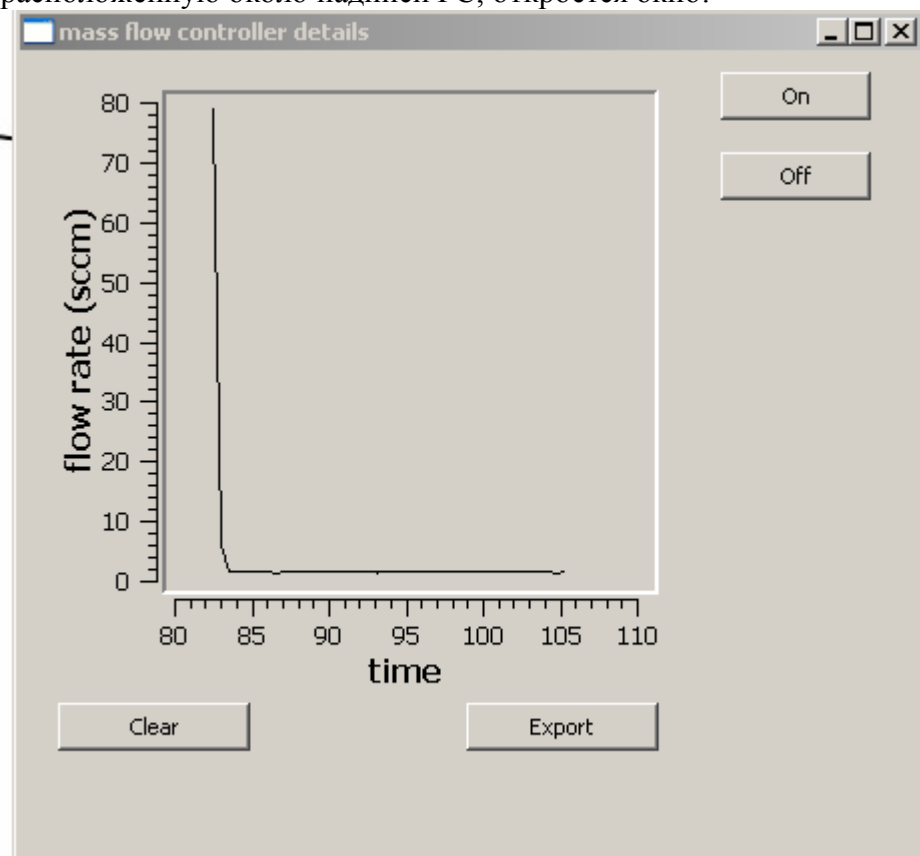 расположенную около надписи РС, откроется окно:
mass flow controller details
On
Off
flow rate (sccm)
80
70
60
50
40
30
20
10
0
80 85 90 95 100 105 110
time
Clear Export